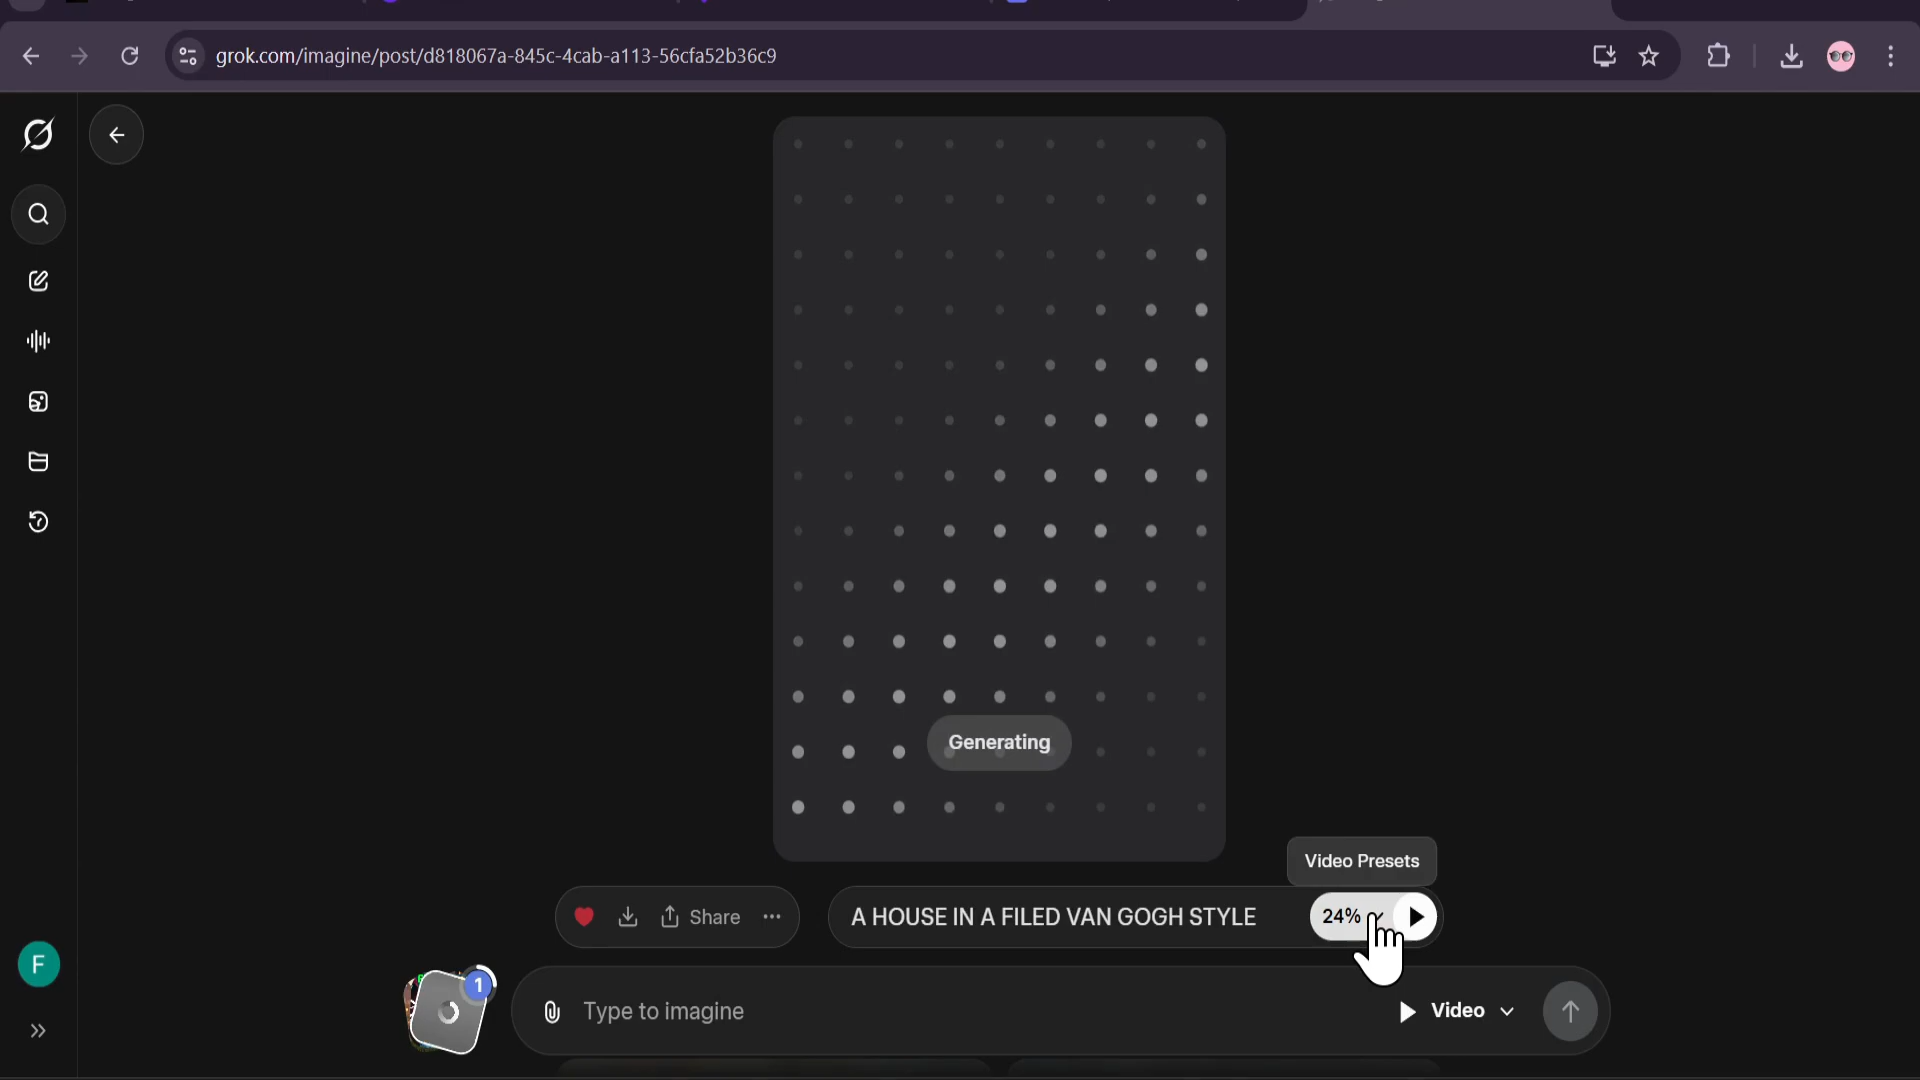 grok.com/imagine/post/d818067a-845c-4cab-a113-56cfa52b36c9
Generating
Video Presets
Share
A HOUSE IN A FILED VAN GOGH STYLE
24%
F
1
Type to imagine
Video